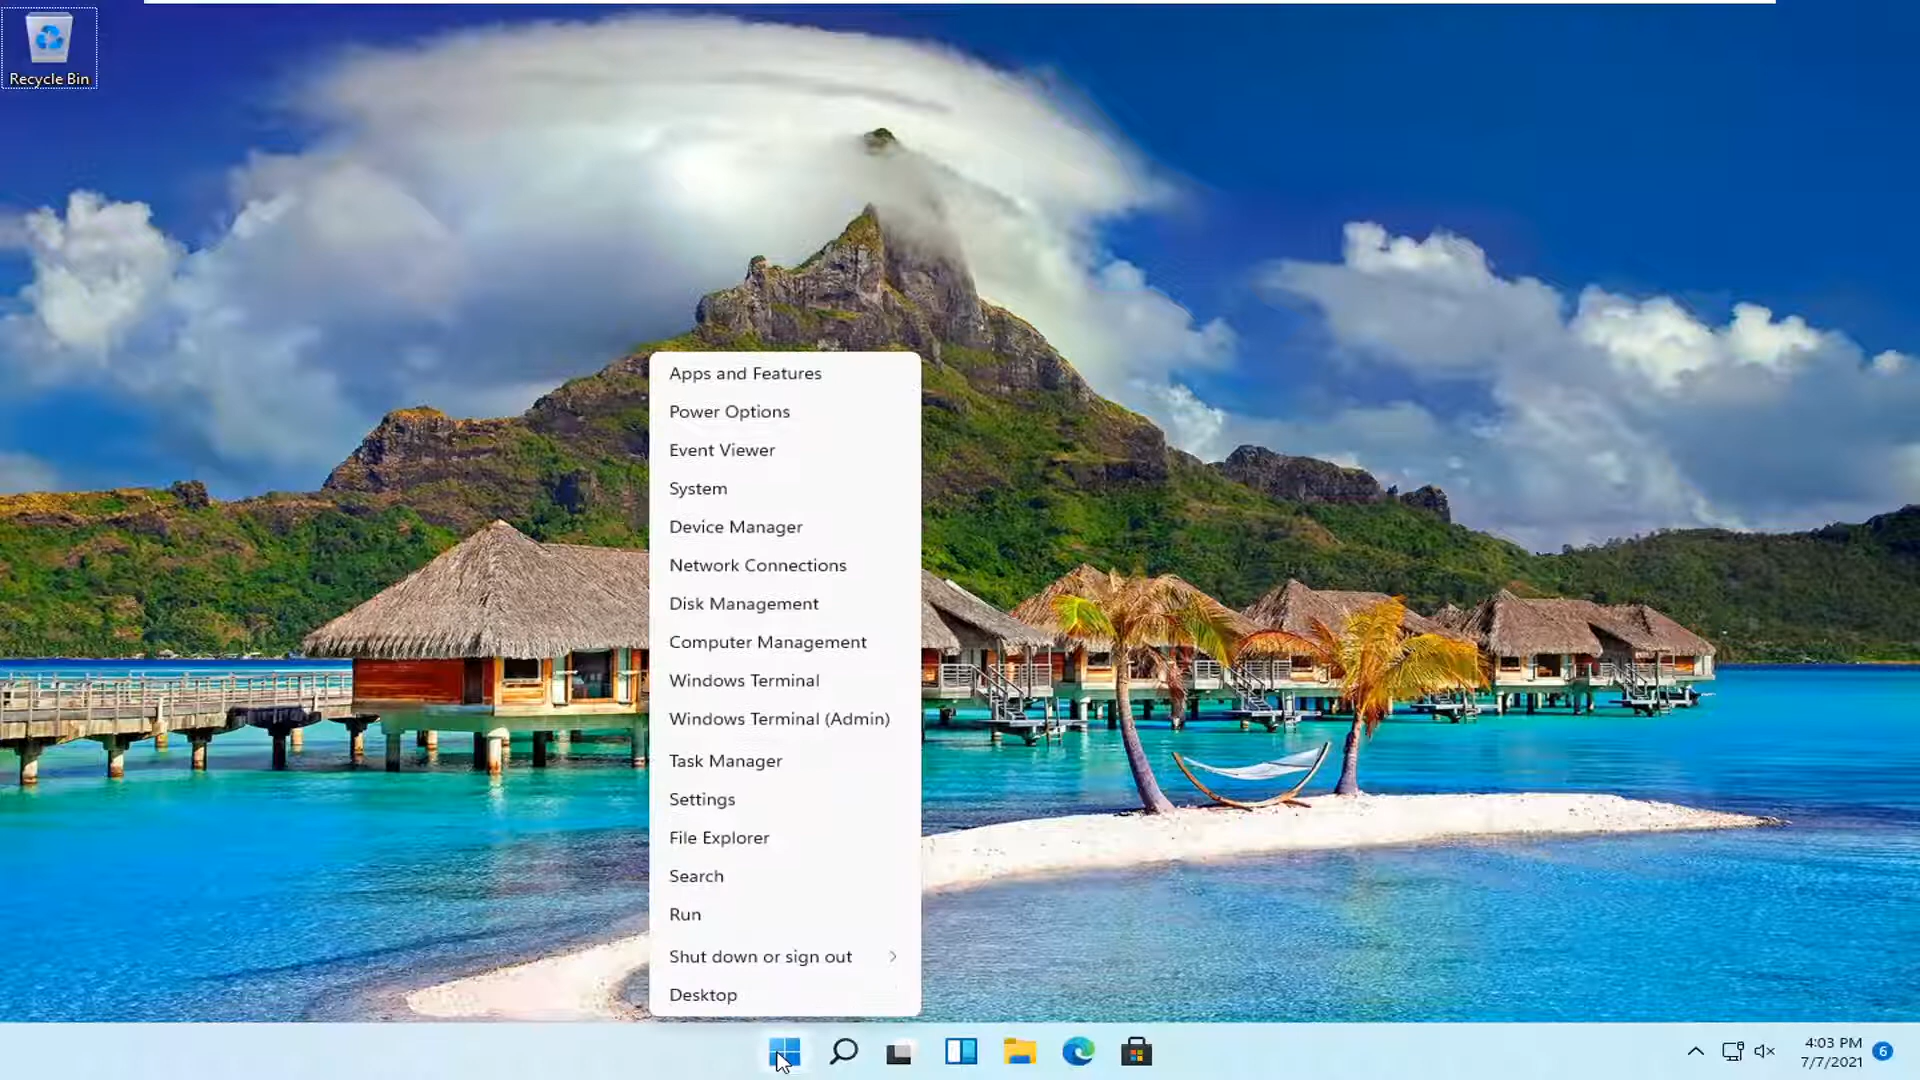 Recycle Bin
Apps and Features
Power Options
Event Viewer
System
Device Manager
Network Connections
Disk Management
Computer Management
Windows Terminal
Windows Terminal (Admin)
Task Manager
Settings
File Explorer
Search
Run
Shut down or sign out
Desktop
4:03 PM
7/7/2021
6